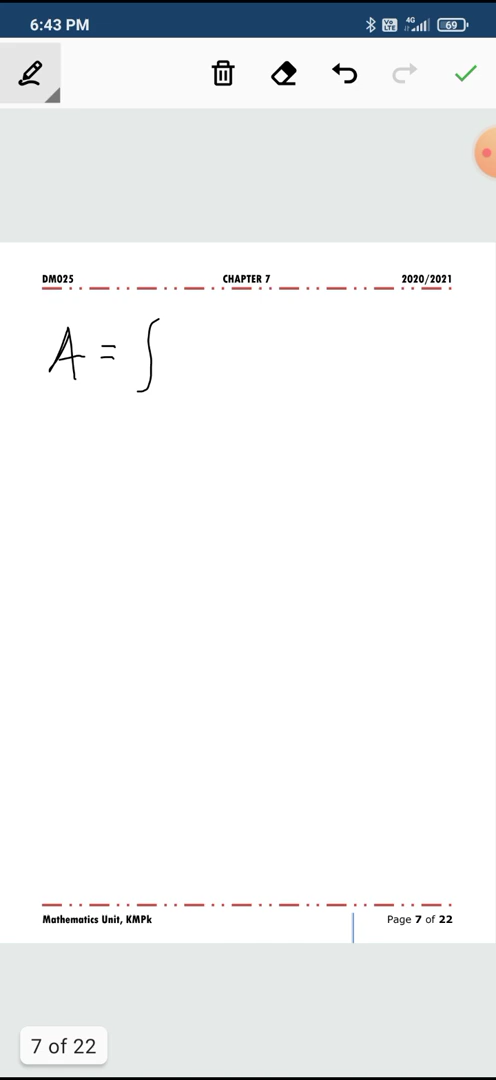 6:43 PM 4G 69
DM025 CHAPTER 7 2020/2021
A = ∫
Mathematics Unit, KMPk Page 7 of 22
7 of 22